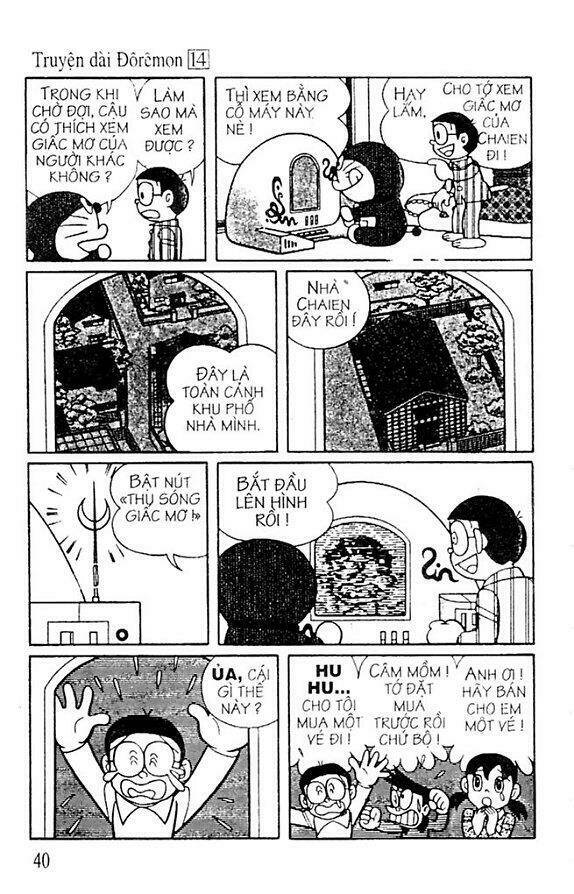 Truyện dài Đôrêmon 14
TRONG KHI
CHỜ ĐỢI, CẬU
CÓ THÍCH XEM
GIẤC MƠ CỦA
NGƯỜI KHÁC
KHÔNG ?
LÀM
SAO MÀ
XEM
ĐƯỢC ?
THÌ XEM BẰNG
CỖ MÁY NÀY
NÈ !
HAY
LẮM,
CHO TỚ XEM
GIẤC MƠ
CỦA
CHAIEN
ĐI !
ĐÂY LÀ
TOÀN CẢNH
KHU PHỐ
NHÀ MÌNH.
NHÀ
CHAIEN
ĐÂY RỒI !
BẬT NÚT
«THU SÓNG
GIẤC MƠ !»
BẮT ĐẦU
LÊN HÌNH
RỒI !
ỦA, CÁI
GÌ THẾ
NÀY ?
HU
HU...
CHO TÔI
MUA MỘT
VÉ ĐI !
CÂM MỒM !
TỚ ĐẶT
MUA
TRƯỚC RỒI
CHỨ BỘ !
ANH ƠI !
HÃY BÁN
CHO EM
MỘT VÉ !
40